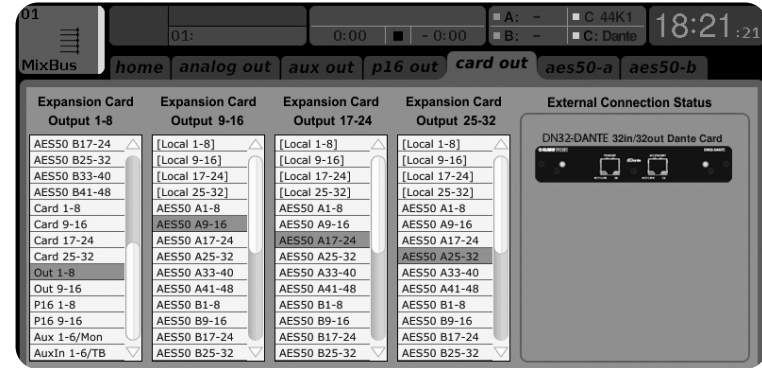 01
01:
0:00
- 0:00
A: -
B: -
C 44K1
C: Dante
18:21:21
MixBus
home
analog out
aux out
p16 out
card out
aes50-a
aes50-b
Expansion Card
Output 1-8
AES50 B17-24
AES50 B25-32
AES50 B33-40
AES50 B41-48
Card 1-8
Card 9-16
Card 17-24
Card 25-32
Out 1-8
Out 9-16
P16 1-8
P16 9-16
Aux 1-6/Mon
AuxIn 1-6/TB
Expansion Card
Output 9-16
[Local 1-8]
[Local 9-16]
[Local 17-24]
[Local 25-32]
AES50 A1-8
AES50 A9-16
AES50 A17-24
AES50 A25-32
AES50 A33-40
AES50 A41-48
AES50 B1-8
AES50 B9-16
AES50 B17-24
AES50 B25-32
Expansion Card
Output 17-24
[Local 1-8]
[Local 9-16]
[Local 17-24]
[Local 25-32]
AES50 A1-8
AES50 A9-16
AES50 A17-24
AES50 A25-32
AES50 A33-40
AES50 A41-48
AES50 B1-8
AES50 B9-16
AES50 B17-24
AES50 B25-32
Expansion Card
Output 25-32
[Local 1-8]
[Local 9-16]
[Local 17-24]
[Local 25-32]
AES50 A1-8
AES50 A9-16
AES50 A17-24
AES50 A25-32
AES50 A33-40
AES50 A41-48
AES50 B1-8
AES50 B9-16
AES50 B17-24
AES50 B25-32
External Connection Status
DN32-DANTE 32in/32out Dante Card